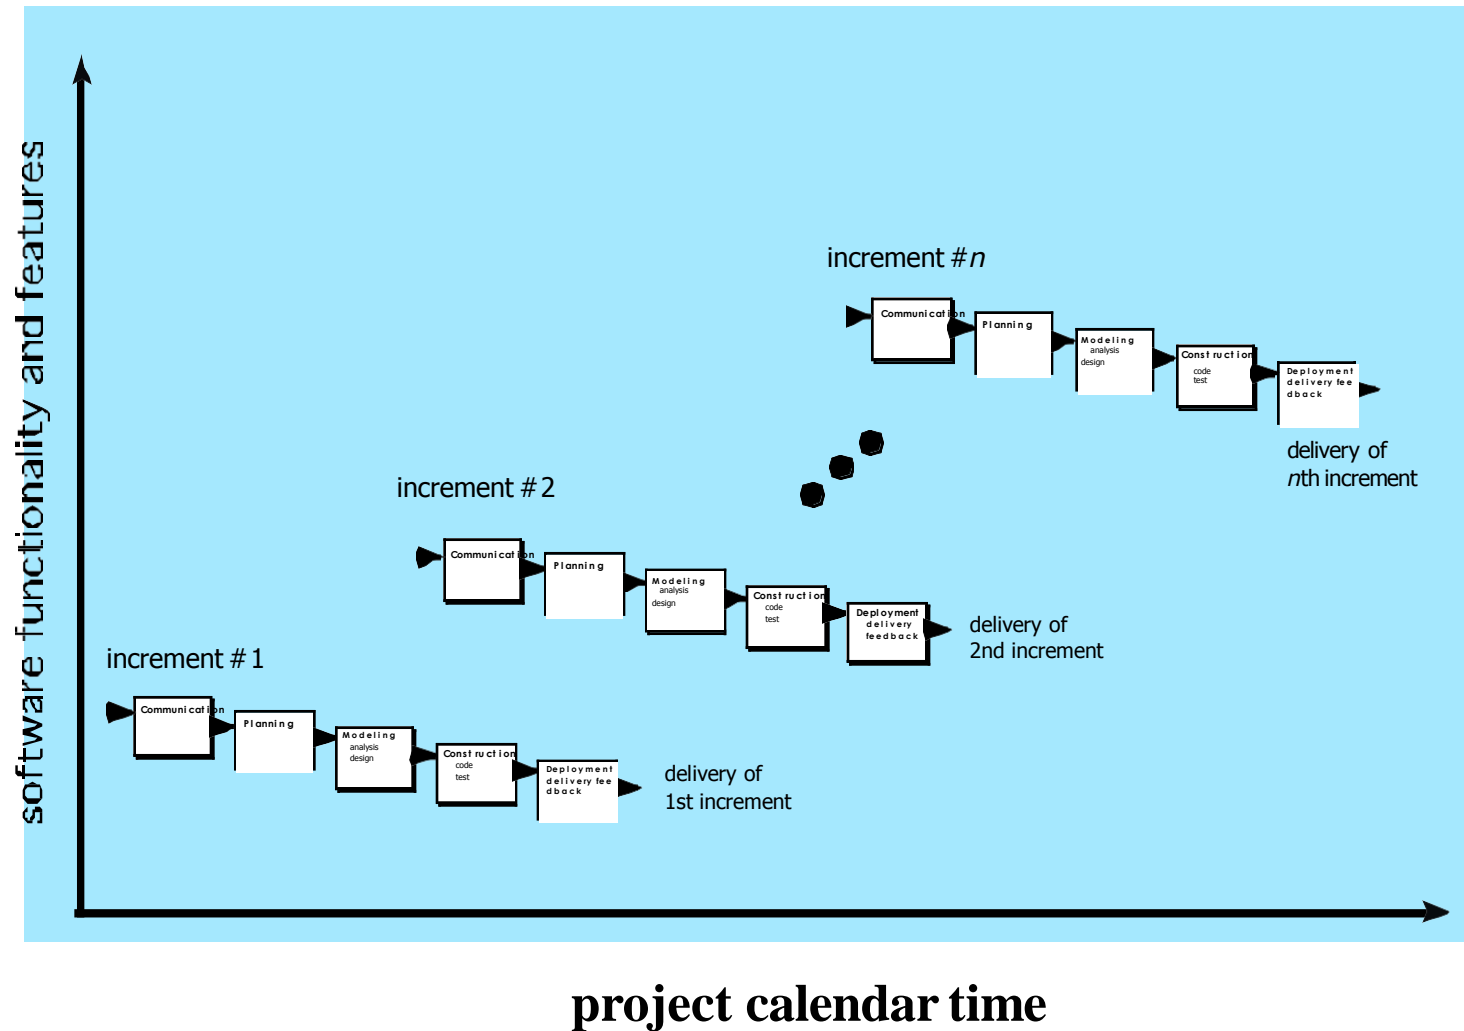 software functionality and features
increment #n
Communication
Planning
Modeling
analysis
design
Construction
code
test
Deployment
delivery fee
dback
delivery of
nth increment
increment #2
Communication
Planning
Modeling
analysis
design
Construction
code
test
Deployment
delivery
feedback
delivery of
2nd increment
increment #1
Communication
Planning
Modeling
analysis
design
Construction
code
test
Deployment
delivery fee
dback
delivery of
1st increment
project calendar time